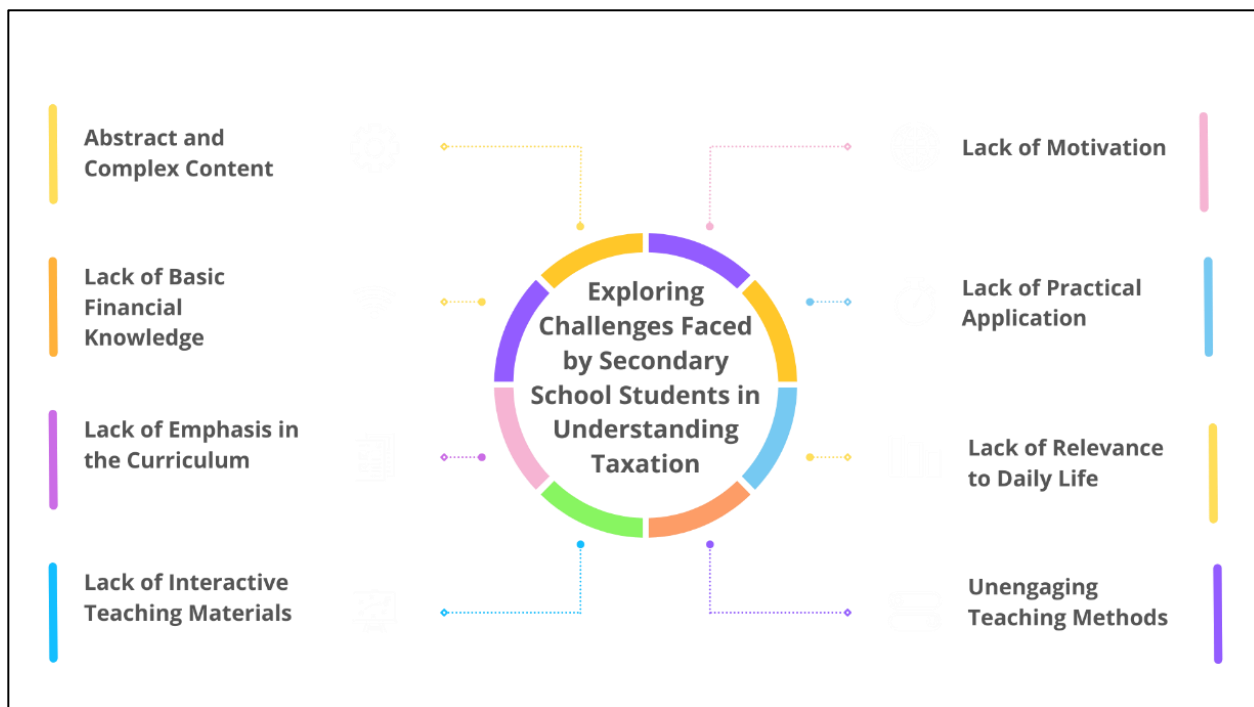 Abstract and
Complex Content
Lack of Basic
Financial
Knowledge
Lack of Emphasis in
the Curriculum
Lack of Interactive
Teaching Materials
Exploring
Challenges Faced
by Secondary
School Students in
Understanding
Taxation
Lack of Motivation
Lack of Practical
Application
Lack of Relevance
to Daily Life
Unengaging
Teaching Methods